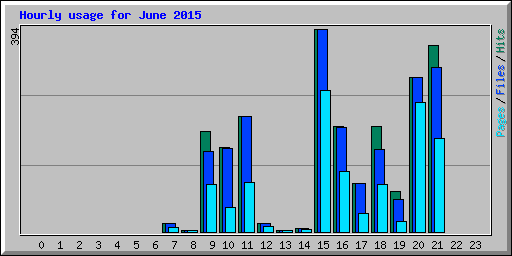 Hourly usage for June 2015
394
Pages / Files / Hits
0 1 2 3 4 5 6 7 8 9 10 11 12 13 14 15 16 17 18 19 20 21 22 23